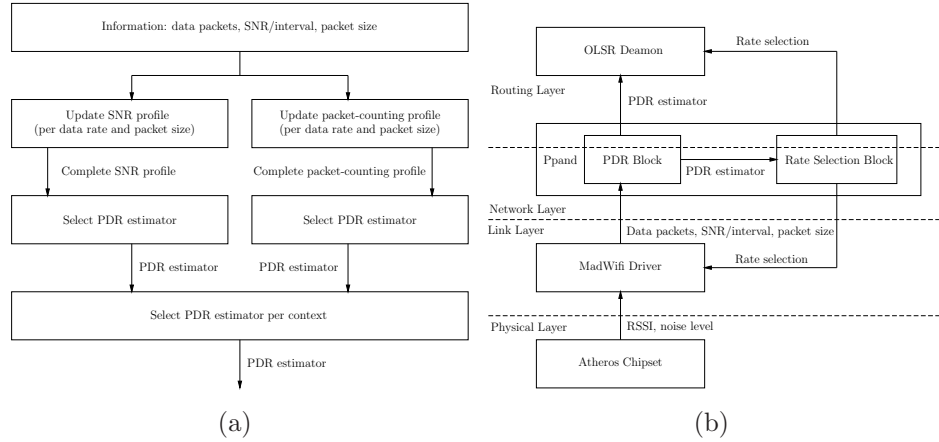 Information: data packets, SNR/interval, packet size
Update SNR profile
(per data rate and packet size)
Update packet-counting profile
(per data rate and packet size)
Complete SNR profile
Complete packet-counting profile
Select PDR estimator
Select PDR estimator
PDR estimator
PDR estimator
Select PDR estimator per context
PDR estimator
(a)
OLSR Deamon
Rate selection
Routing Layer
PDR estimator
Ppand
PDR Block
PDR estimator
Rate Selection Block
Network Layer
Link Layer
Data packets, SNR/interval, packet size
MadWifi Driver
Rate selection
Physical Layer
RSSI, noise level
Atheros Chipset
(b)